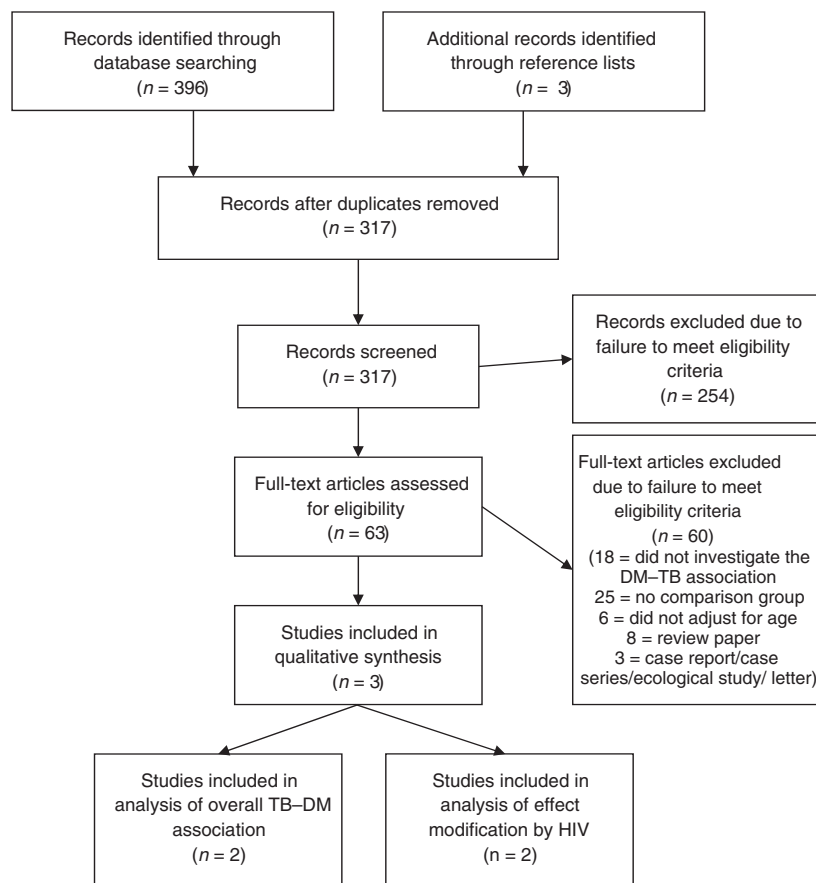 Records identified through
database searching
(n = 396)
Additional records identified
through reference lists
(n = 3)
Records after duplicates removed
(n = 317)
Records screened
(n = 317)
Records excluded due to
failure to meet eligibility
criteria
(n = 254)
Full-text articles assessed
for eligibility
(n = 63)
Full-text articles excluded
due to failure to meet
eligibility criteria
(n = 60)
(18 = did not investigate the
DM–TB association
25 = no comparison group
6 = did not adjust for age
8 = review paper
3 = case report/case
series/ecological study/ letter)
Studies included in
qualitative synthesis
(n = 3)
Studies included in
analysis of overall TB–DM
association
(n = 2)
Studies included in
analysis of effect
modification by HIV
(n = 2)